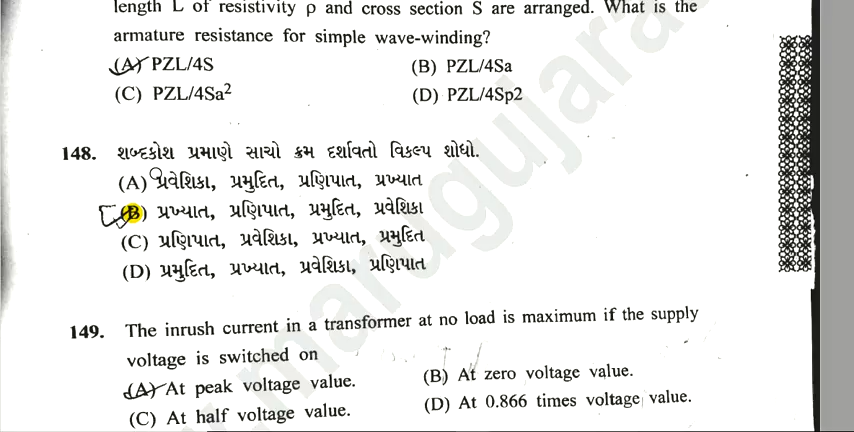 length L of resistivity ρ and cross section S are arranged. What is the
armature resistance for simple wave-winding?
(A) PZL/4S (B) PZL/4Sa
(C) PZL/4Sa² (D) PZL/4Sp2
148. શબ્દકોશ પ્રમાણે સાચો ક્રમ દર્શાવતો વિકલ્પ શોધો.
(A) પ્રવેશિકા, પ્રમુદિત, પ્રણિપાત, પ્રખ્યાત
(B) પ્રખ્યાત, પ્રણિપાત, પ્રમુદિત, પ્રવેશિકા
(C) પ્રણિપાત, પ્રવેશિકા, પ્રખ્યાત, પ્રમુદિત
(D) પ્રમુદિત, પ્રખ્યાત, પ્રવેશિકા, પ્રણિપાત
149. The inrush current in a transformer at no load is maximum if the supply
voltage is switched on
(A) At peak voltage value. (B) At zero voltage value.
(C) At half voltage value. (D) At 0.866 times voltage value.